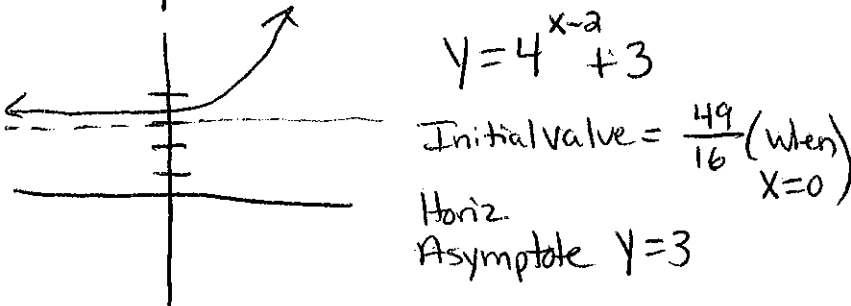 y=4^{x-2}+3
Initial value = 49/16 (when x=0)
Horiz.
Asymptote y=3